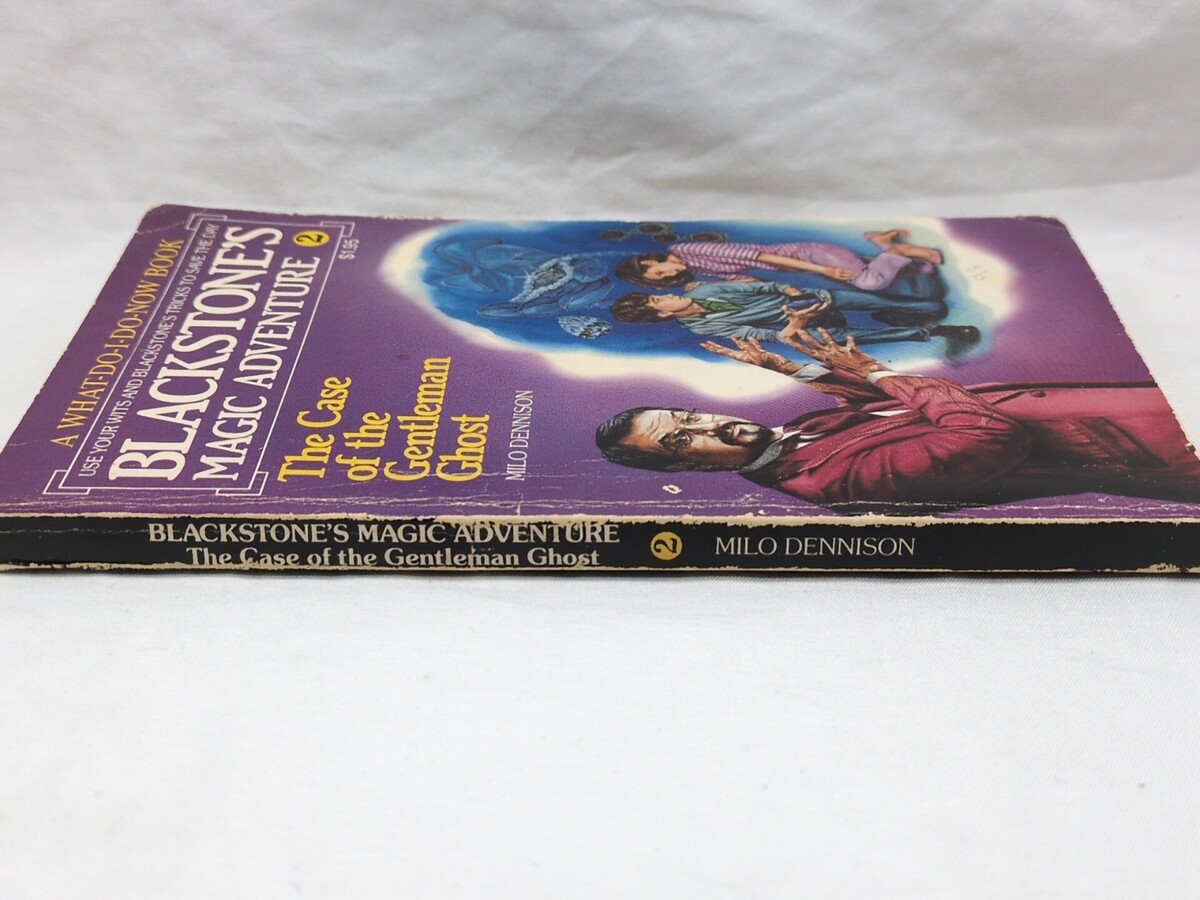 A WHAT-DO-I-DO-NOW BOOK
USE YOUR WITS AND BLACKSTONE'S TRICKS TO SAVE THE DAY
BLACKSTONE'S
MAGIC ADVENTURE 2
$1.95
The Case
of the
Gentleman
Ghost
MILO DENNISON
BLACKSTONE'S MAGIC ADVENTURE
The Case of the Gentleman Ghost
2
MILO DENNISON